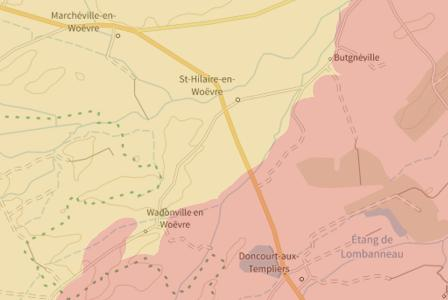 Marchéville-en-
Woëvre
Butgnéville
St-Hilaire-en-
Woëvre
Wadonville en
Woëvre
Étang de
Lombanneau
Doncourt-aux-
Templiers